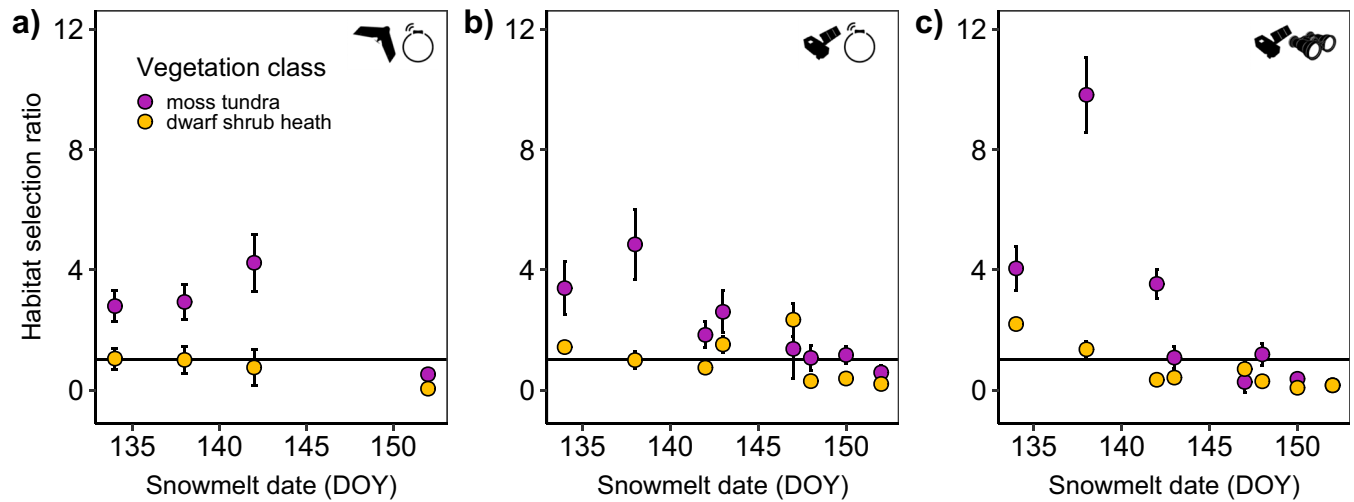 a)
b)
c)
Habitat selection ratio
12
8
4
0
Vegetation class
moss tundra
dwarf shrub heath
135 140 145 150
Snowmelt date (DOY)
12
8
4
0
135 140 145 150
Snowmelt date (DOY)
12
8
4
0
135 140 145 150
Snowmelt date (DOY)